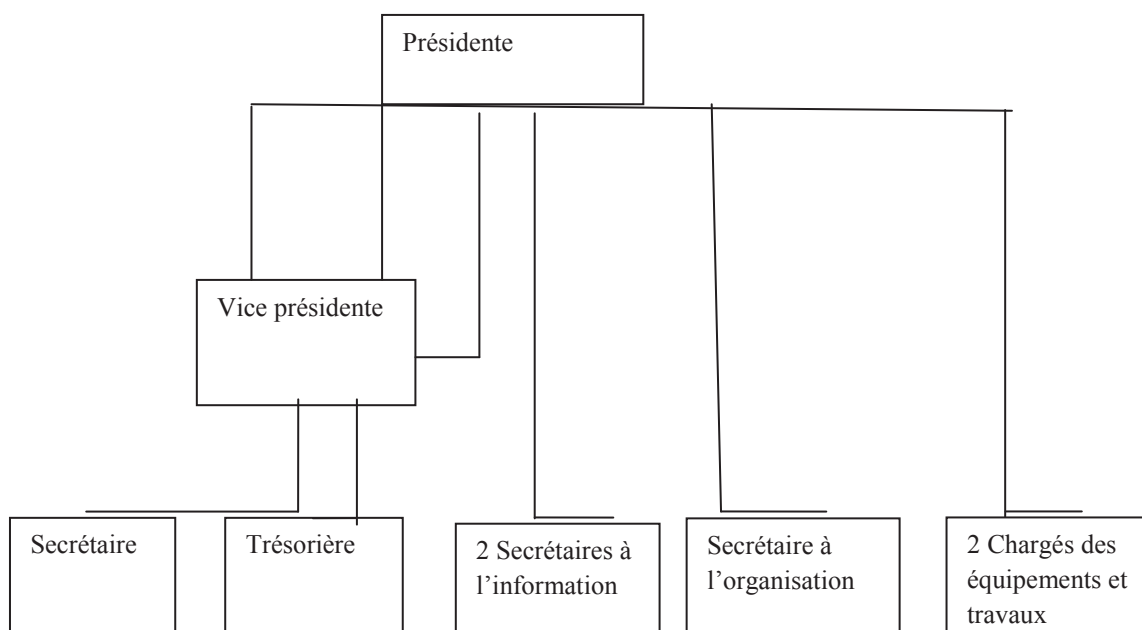 Présidente
Vice présidente
Secrétaire
Trésorière
2 Secrétaires à
l’information
Secrétaire à
l’organisation
2 Chargés des
équipements et
travaux